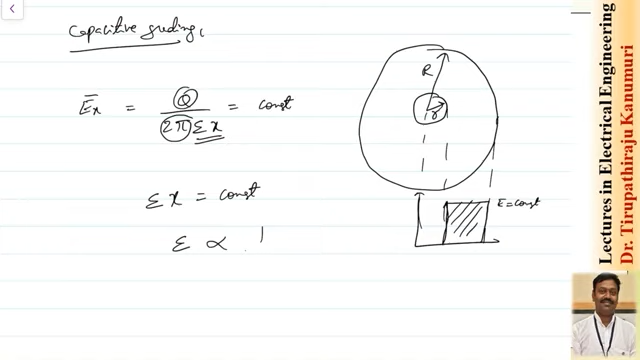 Capacitive grading,
Ēx = Q / 2π Ɛ x = const
Ɛ x = const
Ɛ ∝
R
r
E = const
Lectures in Electrical Engineering
Dr. Tirupathiraju Kanumuri